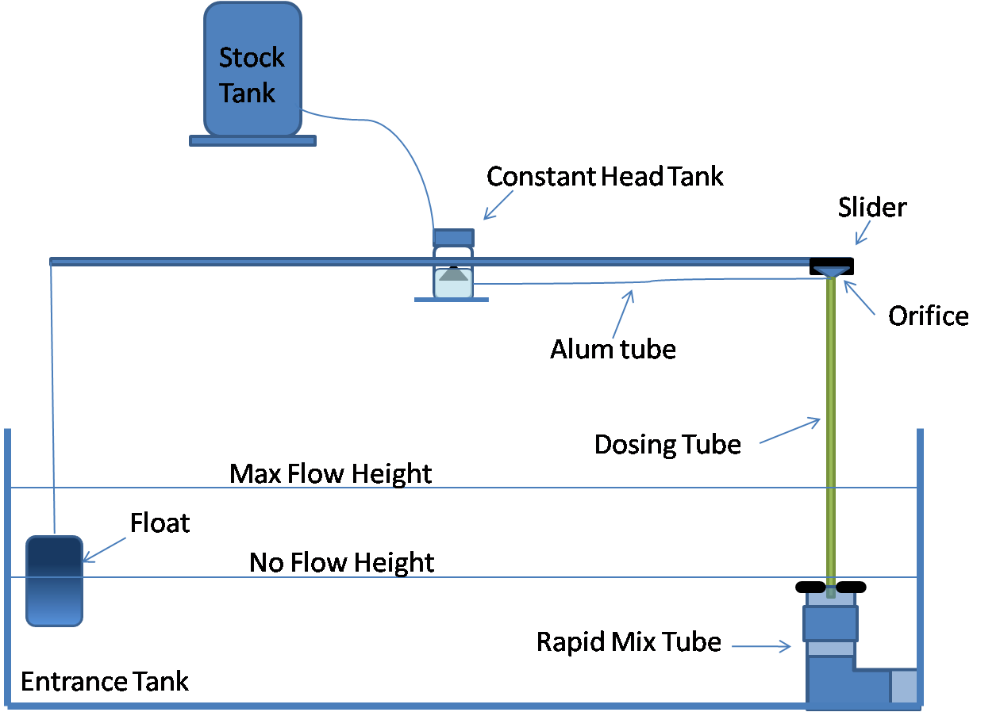 Stock
Tank
Constant Head Tank
Slider
Orifice
Alum tube
Dosing Tube
Max Flow Height
Float
No Flow Height
Rapid Mix Tube
Entrance Tank